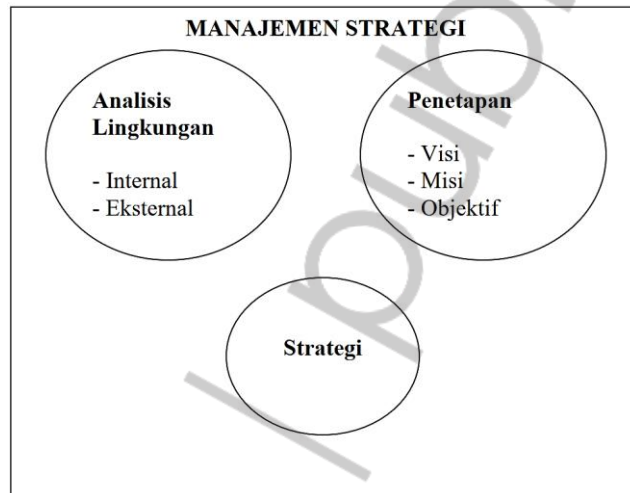 MANAJEMEN STRATEGI
Analisis
Lingkungan
- Internal
- Eksternal
Penetapan
- Visi
- Misi
- Objektif
Strategi